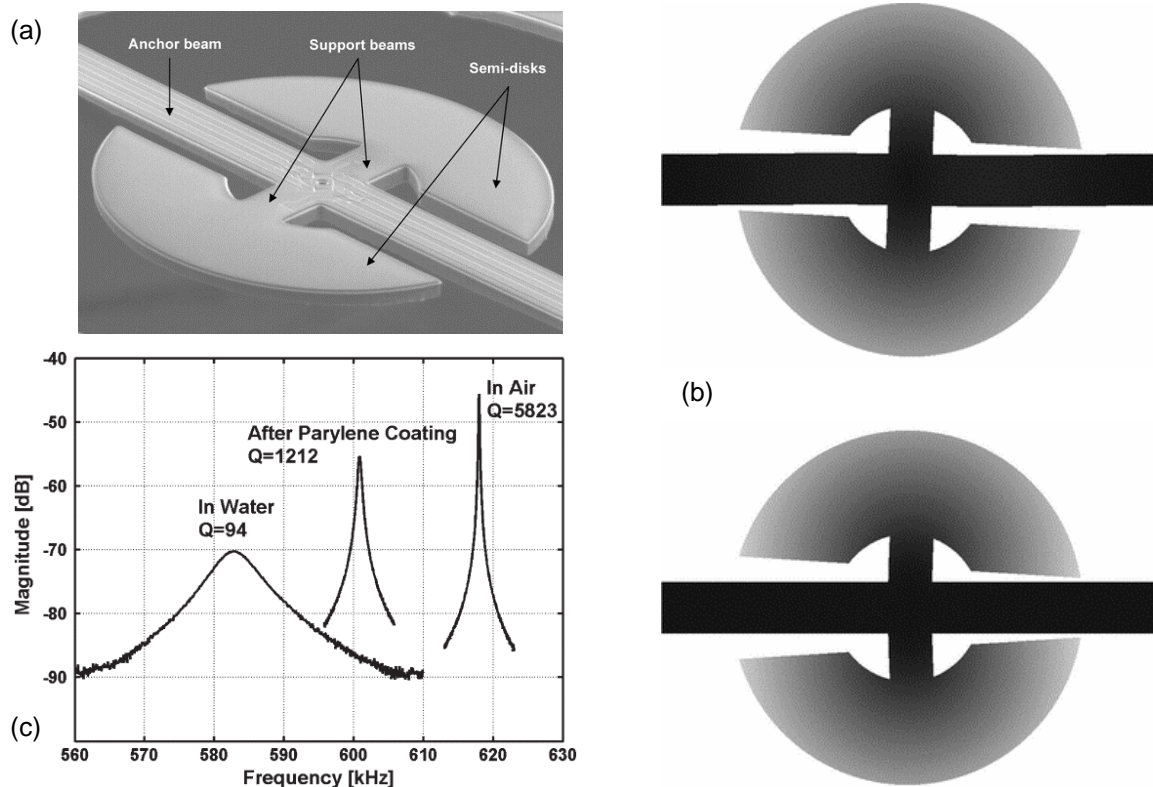 (a)
Anchor beam
Support beams
Semi-disks
(b)
-40
-50
-60
-70
-80
-90
Magnitude [dB]
In Air
Q=5823
After Parylene Coating
Q=1212
In Water
Q=94
(c)
560 570 580 590 600 610 620 630
Frequency [kHz]